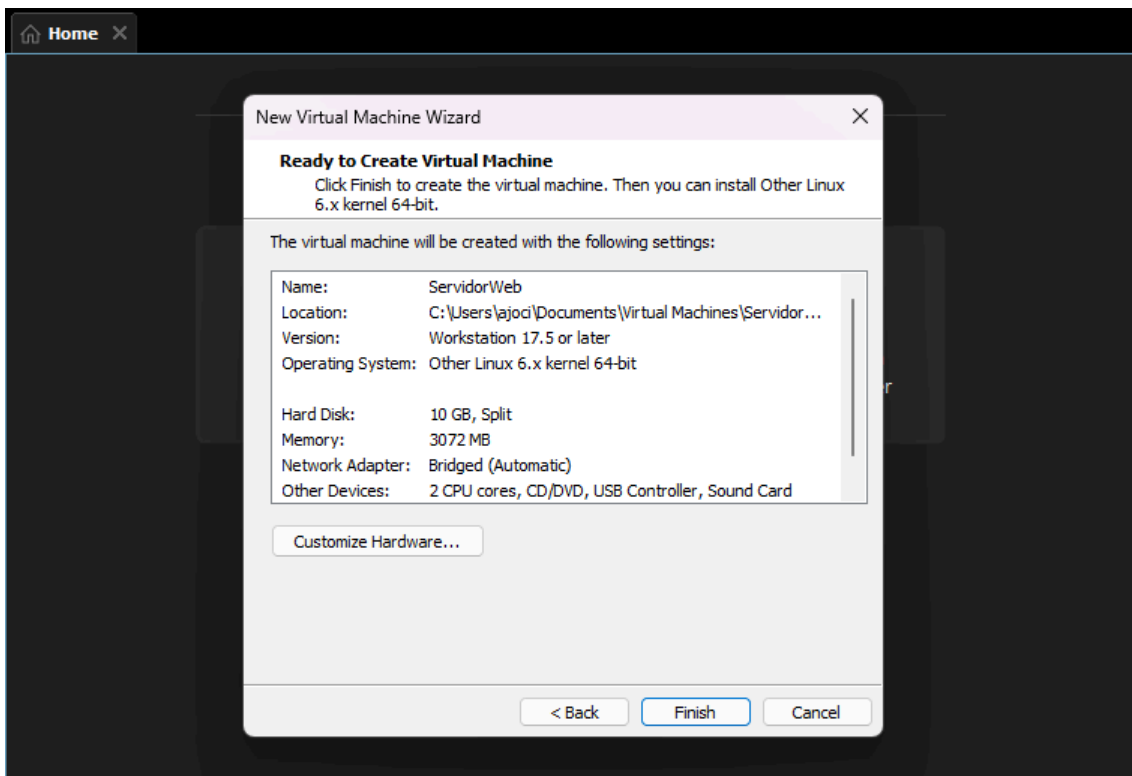 Home
New Virtual Machine Wizard
Ready to Create Virtual Machine
Click Finish to create the virtual machine. Then you can install Other Linux
6.x kernel 64-bit.
The virtual machine will be created with the following settings:
Name: ServidorWeb
Location: C:\Users\ajoci\Documents\Virtual Machines\Servidor...
Version: Workstation 17.5 or later
Operating System: Other Linux 6.x kernel 64-bit
Hard Disk: 10 GB, Split
Memory: 3072 MB
Network Adapter: Bridged (Automatic)
Other Devices: 2 CPU cores, CD/DVD, USB Controller, Sound Card
Customize Hardware...
< Back Finish Cancel